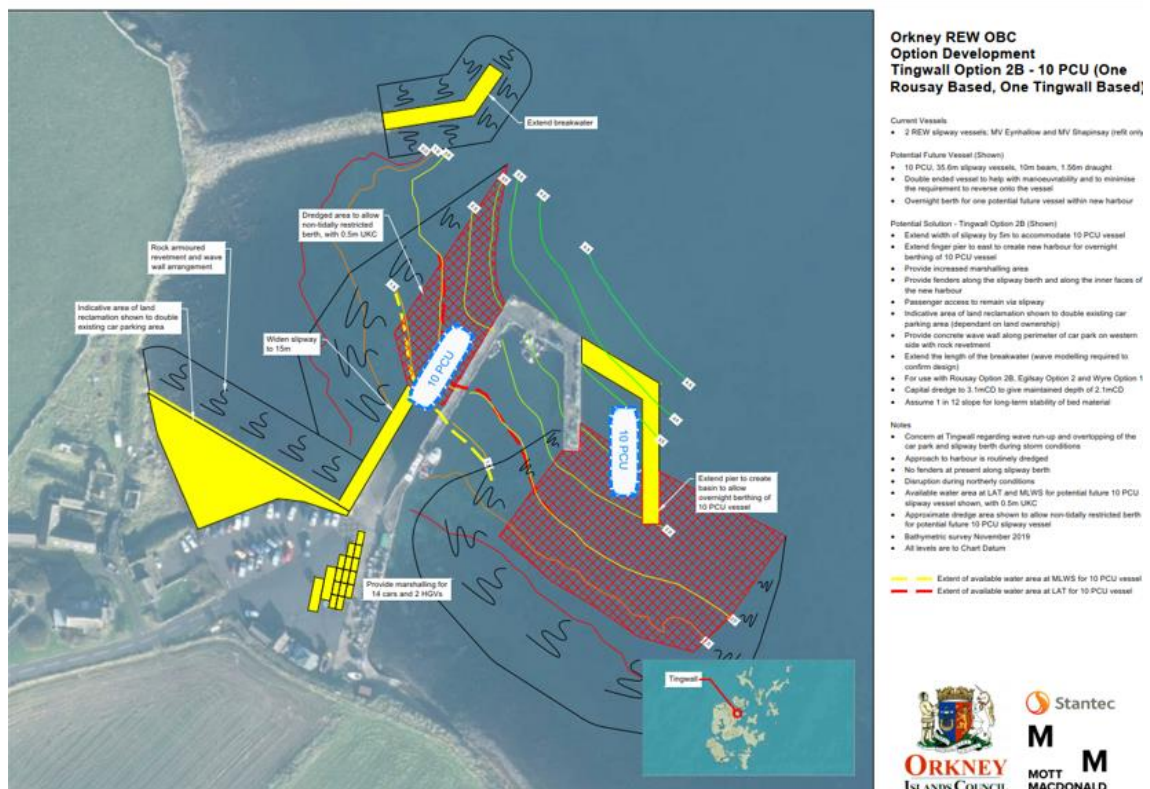 Orkney REW OBC
Option Development
Tingwall Option 2B - 10 PCU (One
Rousay Based, One Tingwall Based)
Current Vessels
• 2 REW slipway vessels; MV Eynhallow and MV Shapinsay (refit only
Potential Future Vessel (Shown)
• 10 PCU, 35.6m slipway vessels, 10m beam, 1.56m draught
• Double ended vessel to help with manoeuvrability and to minimise
the requirement to reverse onto the vessel
• Overnight berth for one potential future vessel within new harbour
Potential Solution - Tingwall Option 2B (Shown)
• Extend width of slipway by 5m to accommodate 10 PCU vessel
• Extend finger pier to east to create new harbour for overnight
berthing of 10 PCU vessel
• Provide increased marshalling area
• Provide fenders along the slipway berth and along the inner faces of
the new harbour
• Passenger access to remain via slipway
• Indicative area of land reclamation shown to double existing car
parking area (dependant on land ownership)
• Provide concrete wave wall along perimeter of car park on western
side with rock revetment
• Extend the length of the breakwater (wave modelling required to
confirm design)
• For use with Rousay Option 2B, Egilsay Option 2 and Wyre Option 1
• Capital dredge to 3.1mCD to give maintained depth of 2.1mCD
• Assume 1 in 12 slope for long-term stability of bed material
Notes
• Concern at Tingwall regarding wave run-up and overtopping of the
car park and slipway berth during storm conditions
• Approach to harbour is routinely dredged
• No fenders at present along slipway berth
• Disruption during northerly conditions
• Available water area at LAT and MLWS for potential future 10 PCU
slipway vessel shown, with 0.5m UKC
• Approximate dredge area shown to allow non-tidally restricted berth
for potential future 10 PCU slipway vessel
• Bathymetric survey November 2019
• All levels are to Chart Datum
Extent of available water area at MLWS for 10 PCU vessel
Extent of available water area at LAT for 10 PCU vessel
Extend breakwater
Dredged area to allow
non-tidally restricted
berth, with 0.5m UKC
Rock armoured
revetment and wave
wall arrangement
Indicative area of land
reclamation shown to double
existing car parking area
Widen slipway
to 15m
10 PCU
10 PCU
Extend pier to create
basin to allow
overnight berthing of
10 PCU vessel
Provide marshalling for
14 cars and 2 HGVs
Tingwall
ORKNEY
ISLANDS COUNCIL
Stantec
M
M
MOTT
MACDONALD